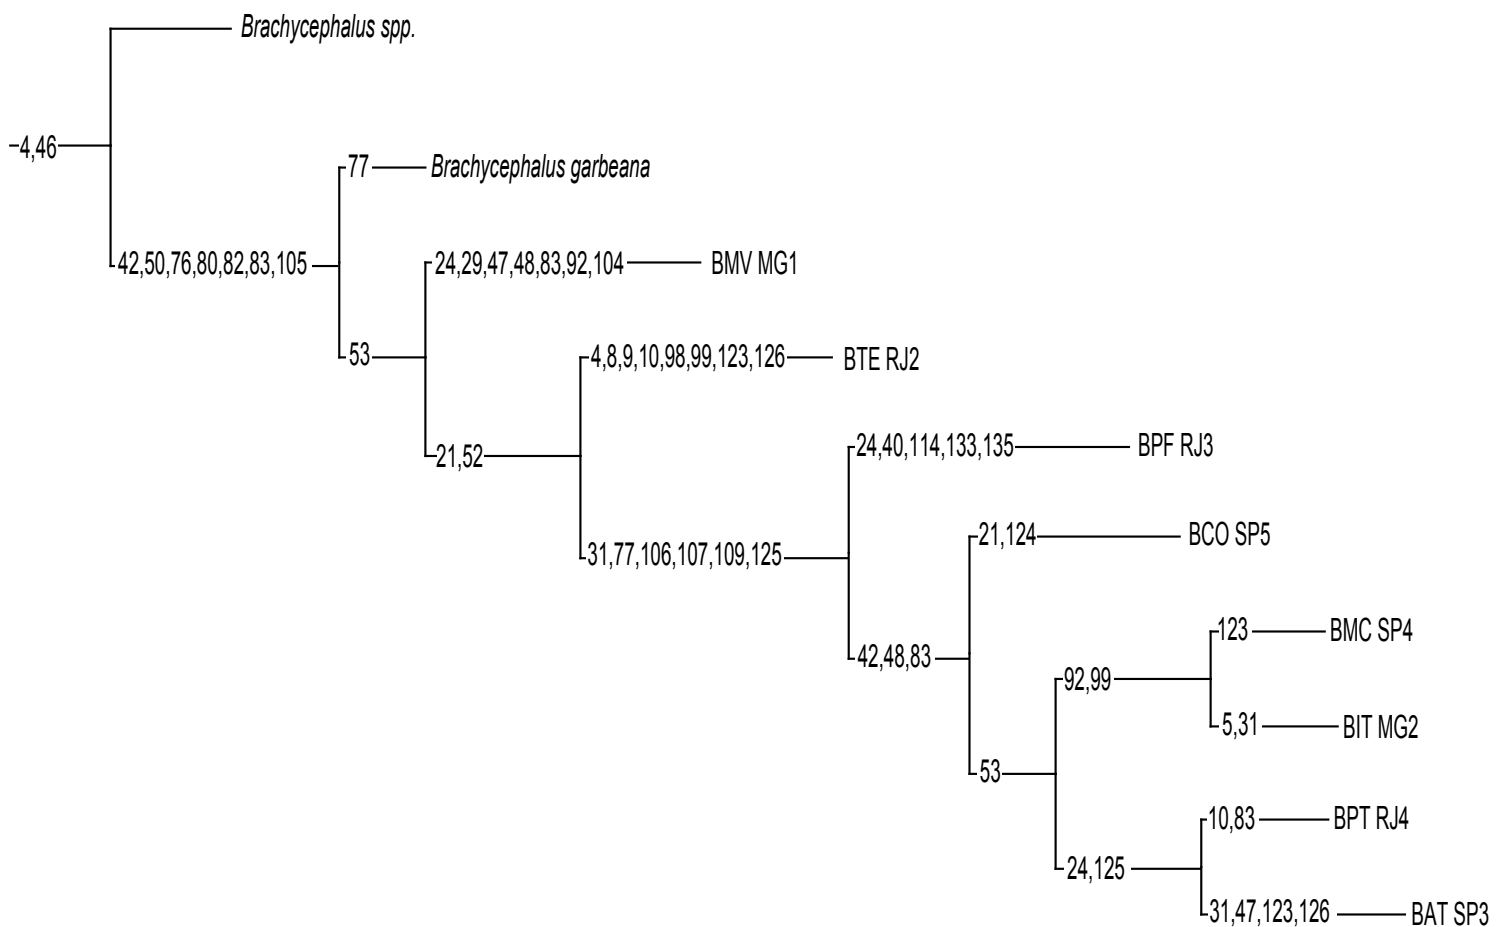 Brachycephalus spp.
4,46
77 Brachycephalus garbeana
42,50,76,80,82,83,105
24,29,47,48,83,92,104 BMV MG1
53
4,8,9,10,98,99,123,126 BTE RJ2
21,52
24,40,114,133,135 BPF RJ3
21,124 BCO SP5
31,77,106,107,109,125
123 BMC SP4
42,48,83
92,99
5,31 BIT MG2
53
10,83 BPT RJ4
24,125
31,47,123,126 BAT SP3